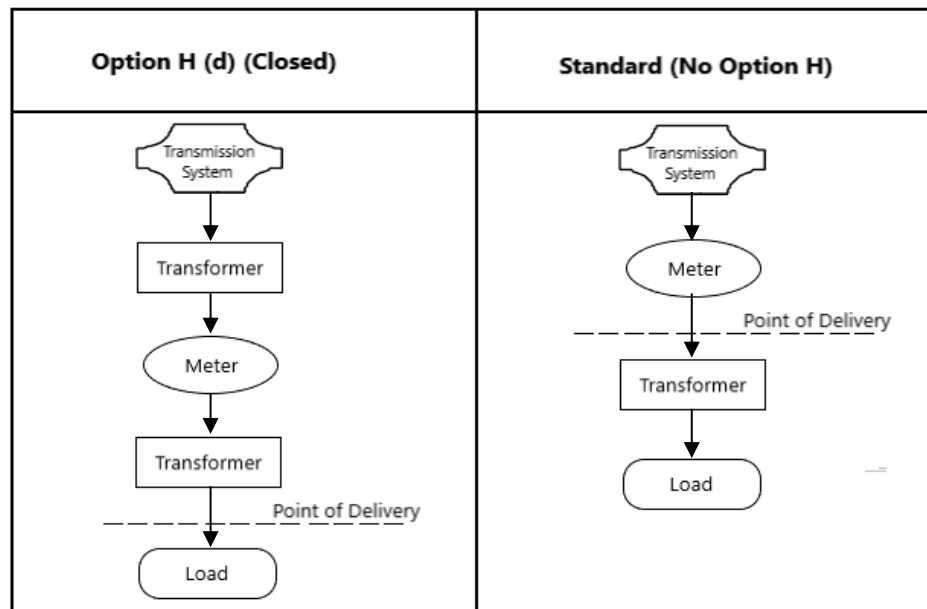 Option H (d) (Closed)
Standard (No Option H)
Transmission
System
Transformer
Meter
Transformer
Point of Delivery
Load
Transmission
System
Meter
Point of Delivery
Transformer
Load